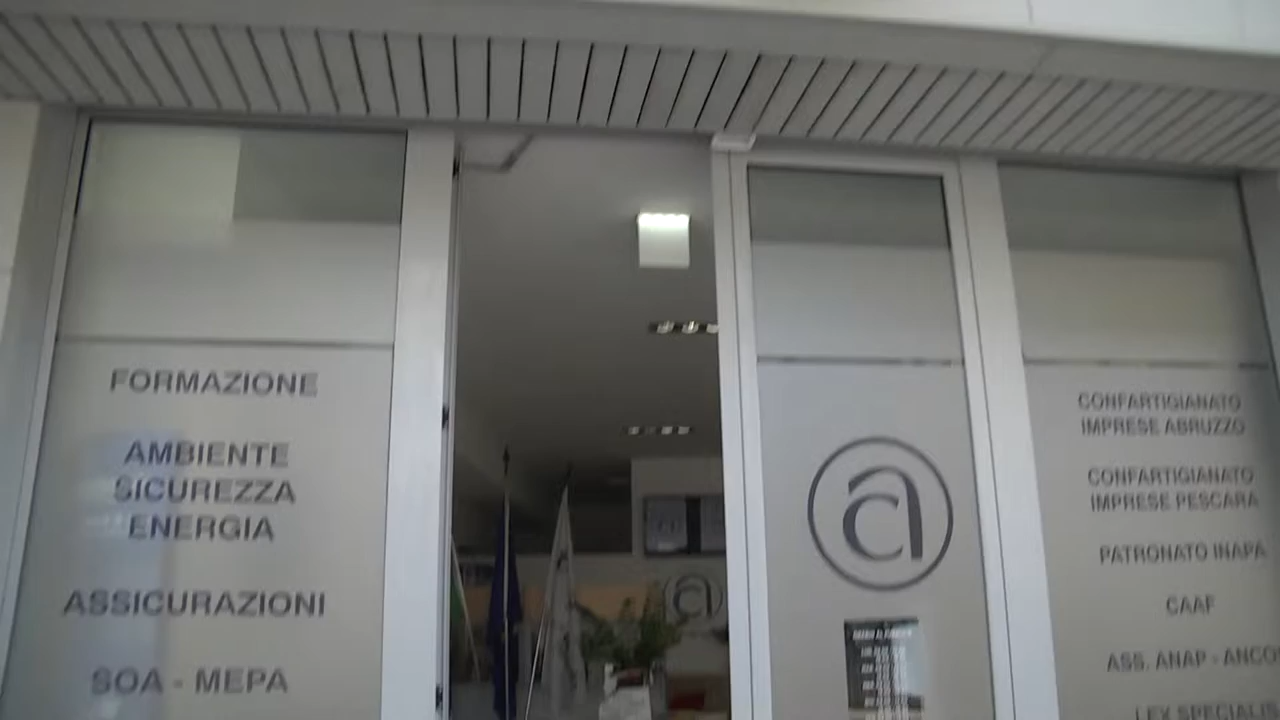 FORMAZIONE
AMBIENTE
SICUREZZA
ENERGIA
ASSICURAZIONI
SOA - MEPA
CONFARTIGIANATO
IMPRESE ABRUZZO
CONFARTIGIANATO
IMPRESE PESCARA
PATRONATO INAPA
CAAF
ASS. ANAP - ANCOS